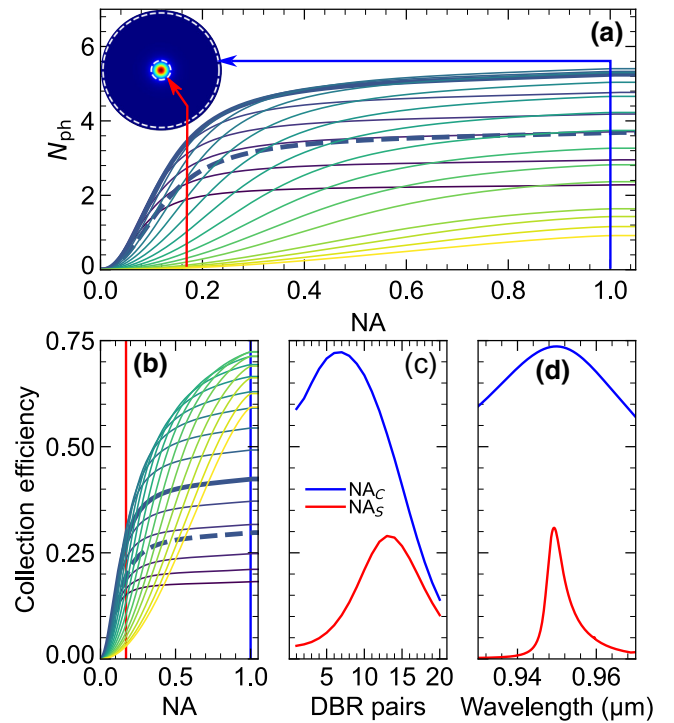 (a)
6
4
2
0
N_ph
0.0 0.2 0.4 0.6 0.8 1.0
NA
(b) (c) (d)
0.75
0.50
0.25
0.00
Collection efficiency
NA_C
NA_S
0.0 0.5 1.0 5 10 15 20 0.94 0.96
NA DBR pairs Wavelength (μm)